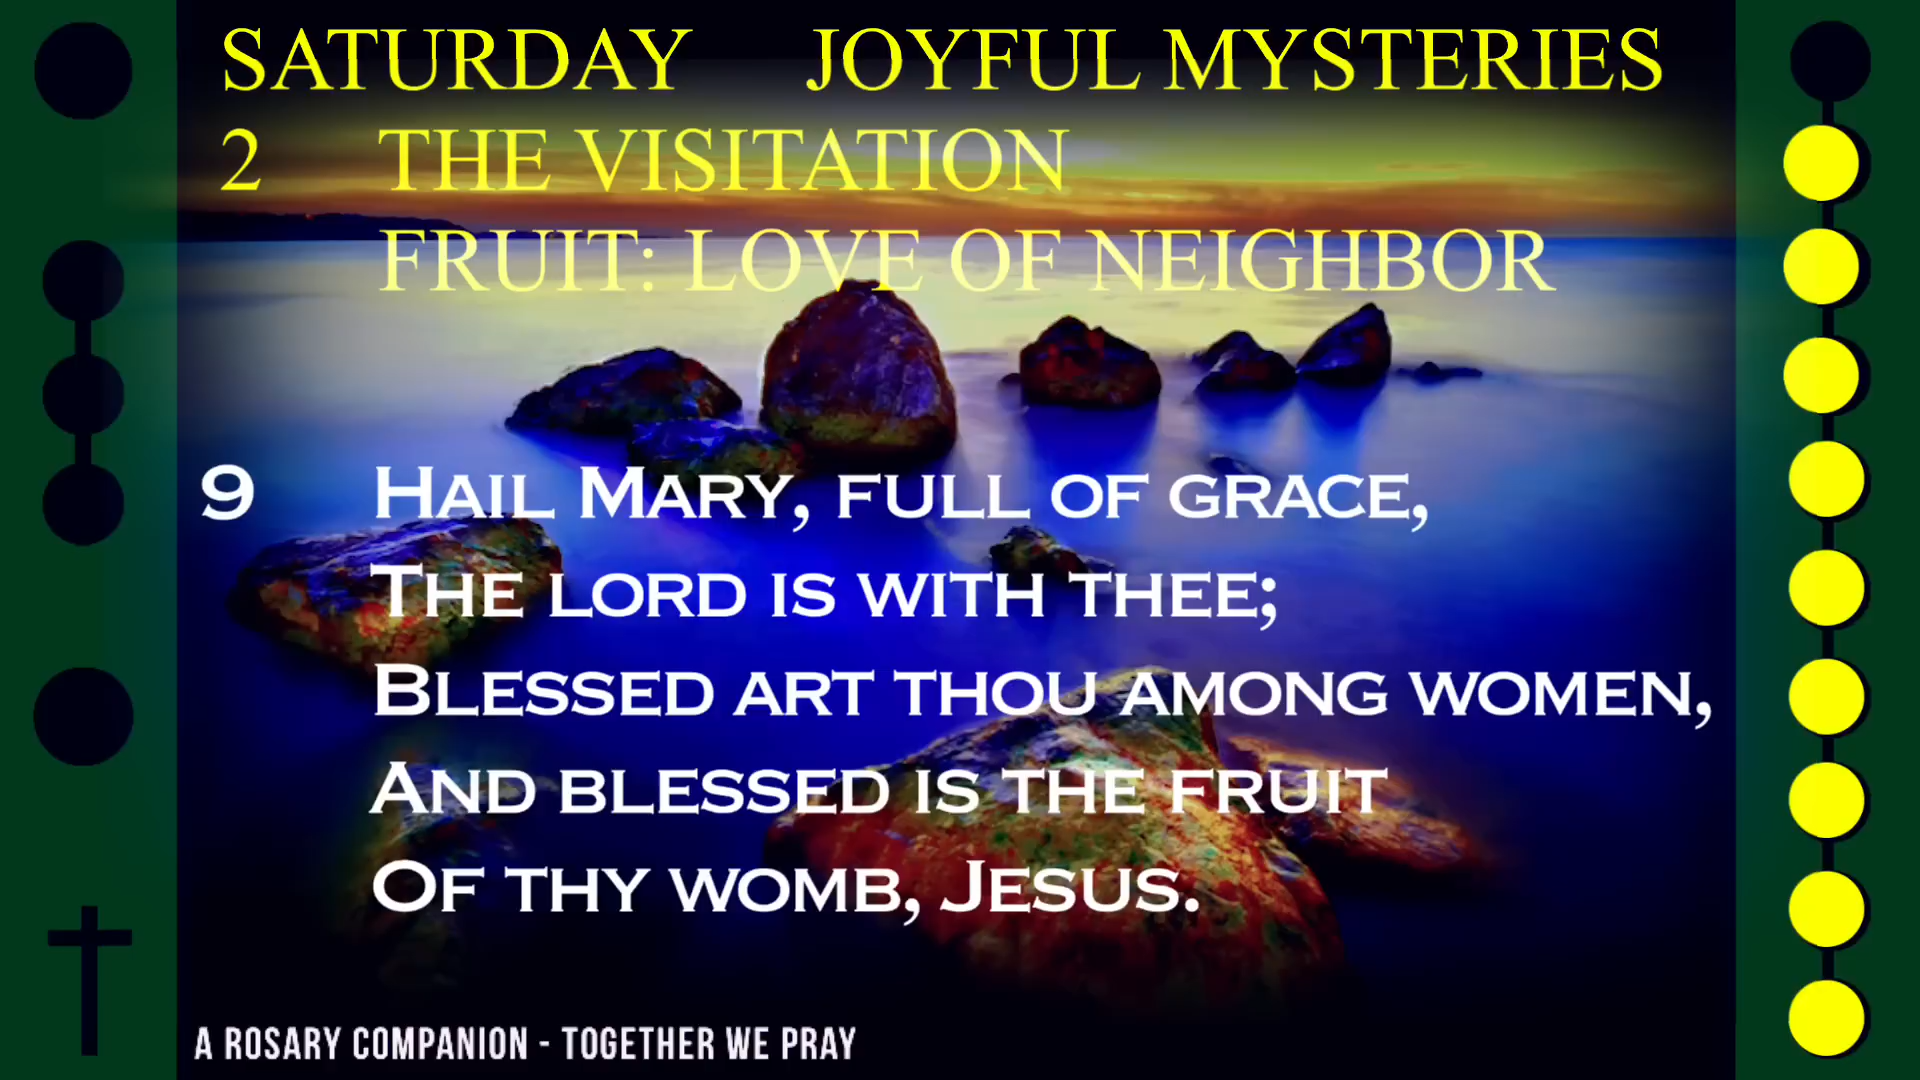 SATURDAY JOYFUL MYSTERIES
2 THE VISITATION
FRUIT: LOVE OF NEIGHBOR
9 HAIL MARY, FULL OF GRACE,
THE LORD IS WITH THEE;
BLESSED ART THOU AMONG WOMEN,
AND BLESSED IS THE FRUIT
OF THY WOMB, JESUS.
A ROSARY COMPANION - TOGETHER WE PRAY